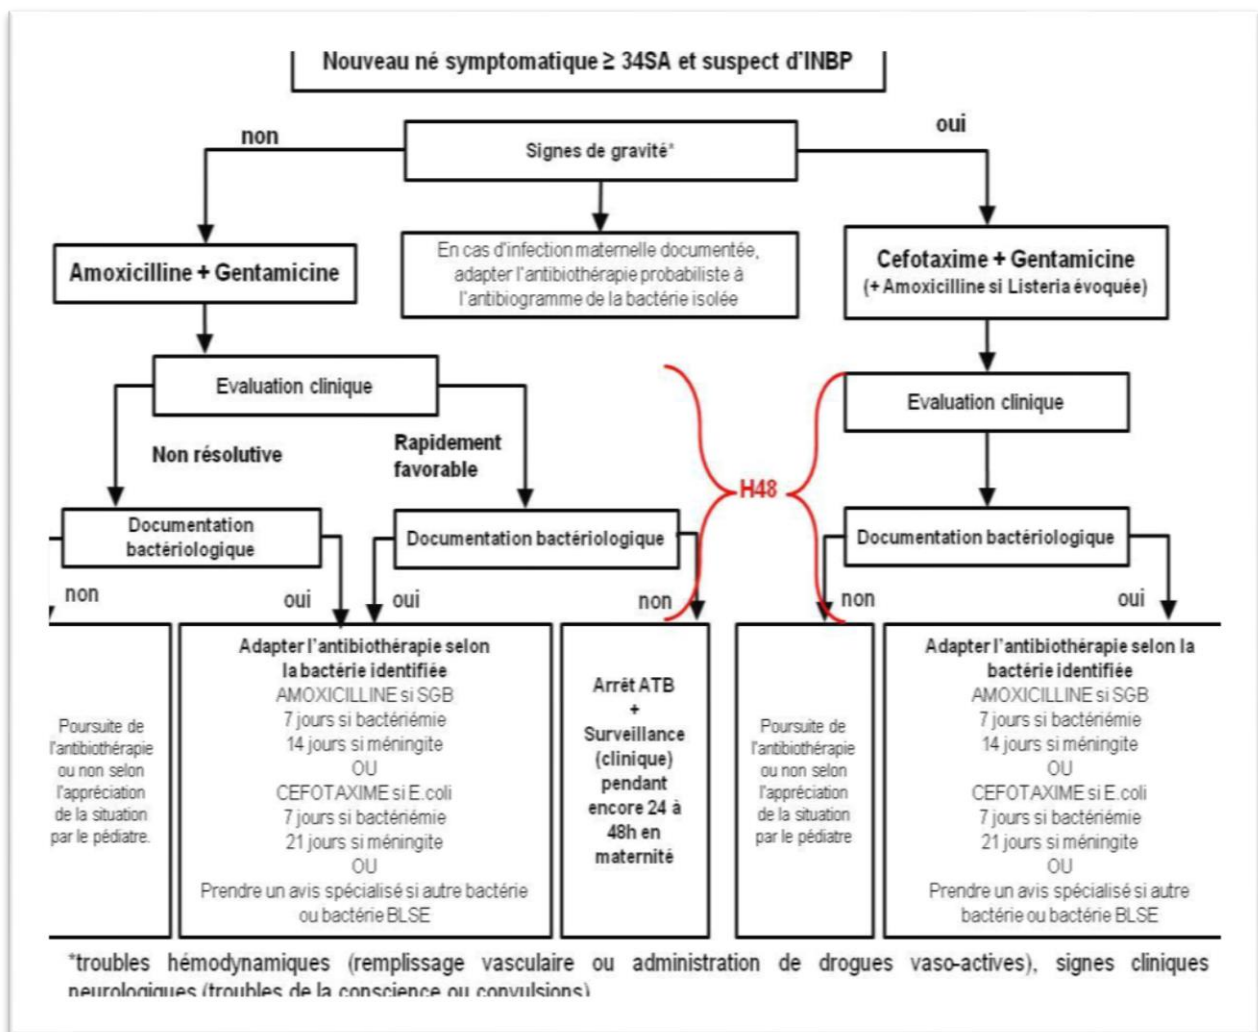 Nouveau né symptomatique ≥ 34SA et suspect d'INBP
non
oui
Signes de gravité*
Amoxicilline + Gentamicine
En cas d'infection maternelle documentée,
adapter l'antibiothérapie probabiliste à
l'antibiogramme de la bactérie isolée
Cefotaxime + Gentamicine
(+ Amoxicilline si Listeria évoquée)
Evaluation clinique
Evaluation clinique
Non résolutive
Rapidement
favorable
H48
Documentation
bactériologique
Documentation bactériologique
Documentation bactériologique
non
oui
oui
non
non
oui
Poursuite de
l'antibiothérapie
ou non selon
l'appréciation
de la situation
par le pédiatre.
Adapter l'antibiothérapie selon
la bactérie identifiée
AMOXICILLINE si SGB
7 jours si bactériémie
14 jours si méningite
OU
CEFOTAXIME si E.coli
7 jours si bactériémie
21 jours si méningite
OU
Prendre un avis spécialisé si autre bactérie
ou bactérie BLSE
Arrêt ATB
+
Surveillance
(clinique)
pendant
encore 24 à
48h en
maternité
Poursuite de
l'antibiothérapie
ou non selon
l'appréciation
de la situation
par le pédiatre
Adapter l'antibiothérapie selon la
bactérie identifiée
AMOXICILLINE si SGB
7 jours si bactériémie
14 jours si méningite
OU
CEFOTAXIME si E.coli
7 jours si bactériémie
21 jours si méningite
OU
Prendre un avis spécialisé si autre
bactérie ou bactérie BLSE
*troubles hémodynamiques (remplissage vasculaire ou administration de drogues vaso-actives), signes cliniques
neurologiques (troubles de la conscience ou convulsions)